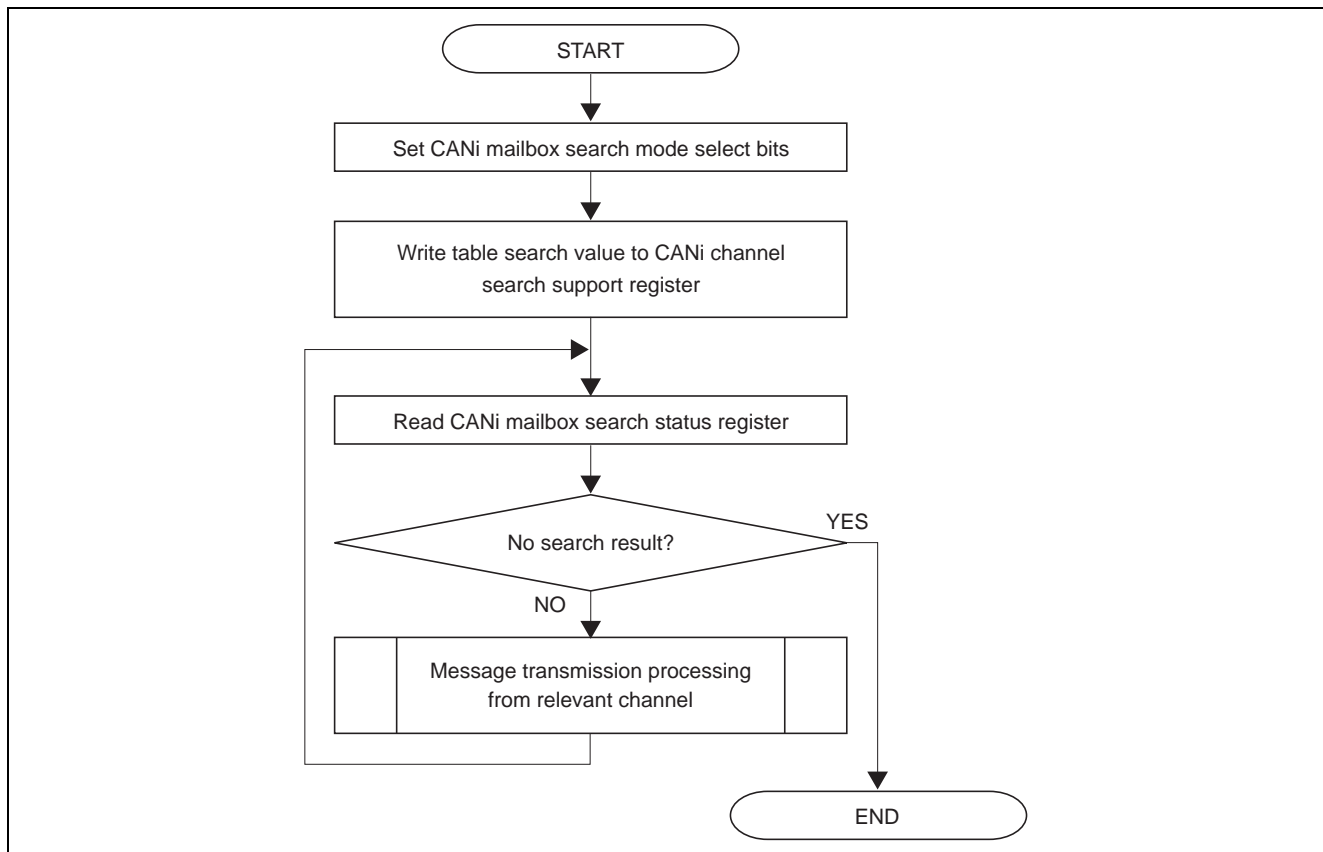 START
Set CANi mailbox search mode select bits
Write table search value to CANi channel
search support register
Read CANi mailbox search status register
No search result?
YES
NO
Message transmission processing
from relevant channel
END